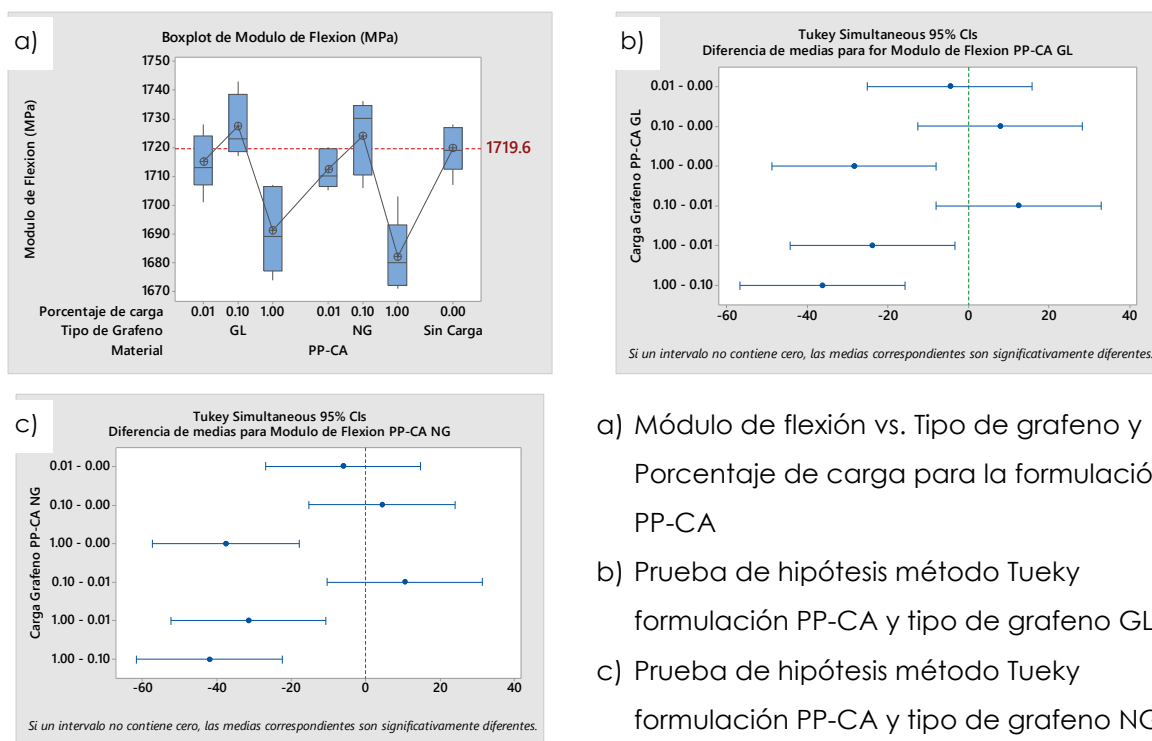 a)
Boxplot de Modulo de Flexion (MPa)
Modulo de Flexion (MPa)
1750
1740
1730
1720
1710
1700
1690
1680
1670
1719.6
Porcentaje de carga 0.01 0.10 1.00 0.01 0.10 1.00 0.00
Tipo de Grafeno GL NG Sin Carga
Material PP-CA
b)
Tukey Simultaneous 95% CIs
Diferencia de medias para for Modulo de Flexion PP-CA GL
Carga Grafeno PP-CA GL
0.01 - 0.00
0.10 - 0.00
1.00 - 0.00
0.10 - 0.01
1.00 - 0.01
1.00 - 0.10
-60 -40 -20 0 20 40
Si un intervalo no contiene cero, las medias correspondientes son significativamente diferentes.
c)
Tukey Simultaneous 95% CIs
Diferencia de medias para Modulo de Flexion PP-CA NG
Carga Grafeno PP-CA NG
0.01 - 0.00
0.10 - 0.00
1.00 - 0.00
0.10 - 0.01
1.00 - 0.01
1.00 - 0.10
-60 -40 -20 0 20 40
Si un intervalo no contiene cero, las medias correspondientes son significativamente diferentes.
a) Módulo de flexión vs. Tipo de grafeno y
Porcentaje de carga para la formulació
PP-CA
b) Prueba de hipótesis método Tueky
formulación PP-CA y tipo de grafeno GL
c) Prueba de hipótesis método Tueky
formulación PP-CA y tipo de grafeno NG